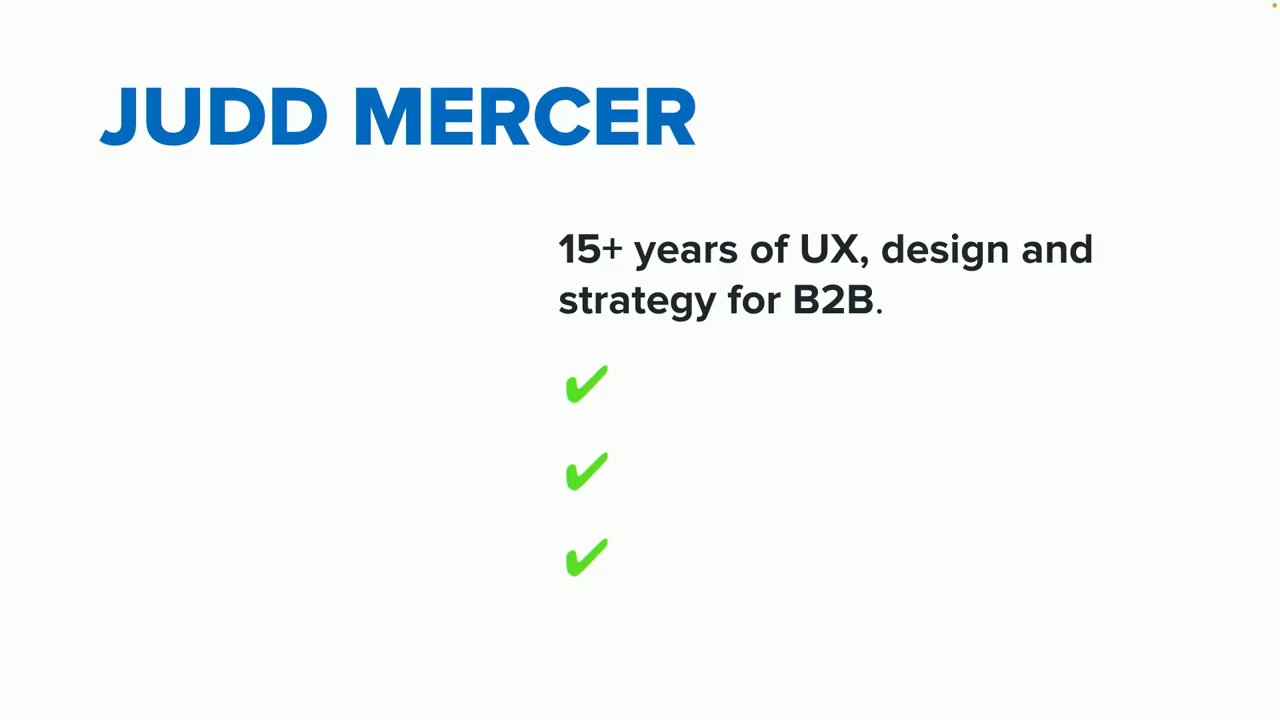 JUDD MERCER
15+ years of UX, design and
strategy for B2B.
✔
✔
✔